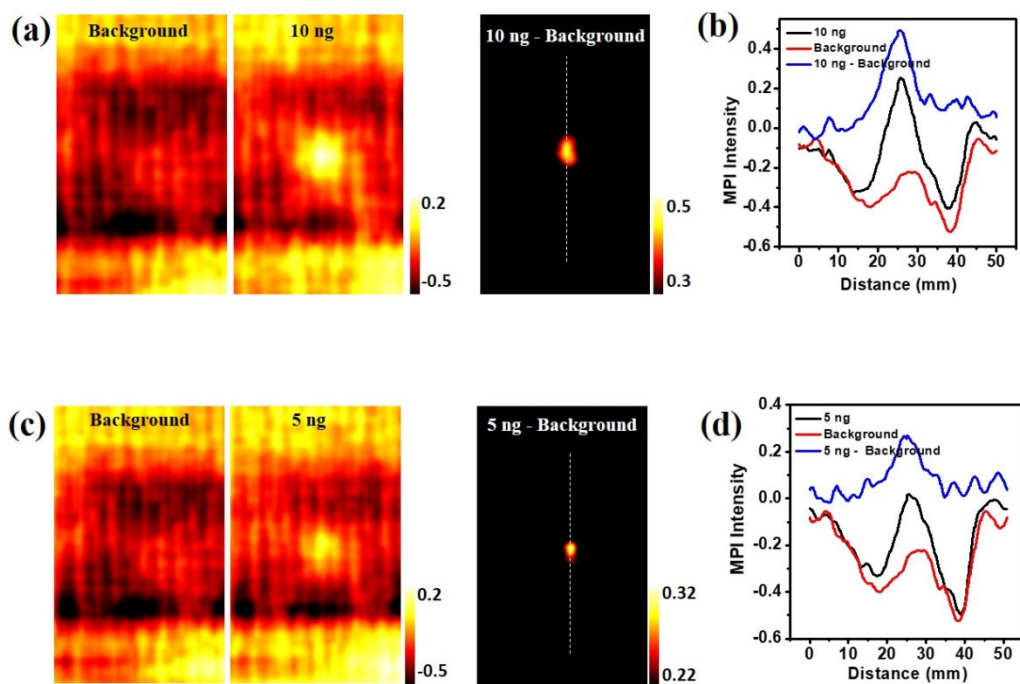 (a)
Background
10 ng
0.2
-0.5
10 ng - Background
0.5
0.3
(b)
10 ng
Background
10 ng - Background
MPI Intensity
0.4
0.2
0.0
-0.2
-0.4
-0.6
0 10 20 30 40 50
Distance (mm)
(c)
Background
5 ng
0.2
-0.5
5 ng - Background
0.32
0.22
(d)
5 ng
Background
5 ng - Background
MPI Intensity
0.4
0.2
0.0
-0.2
-0.4
-0.6
0 10 20 30 40 50
Distance (mm)